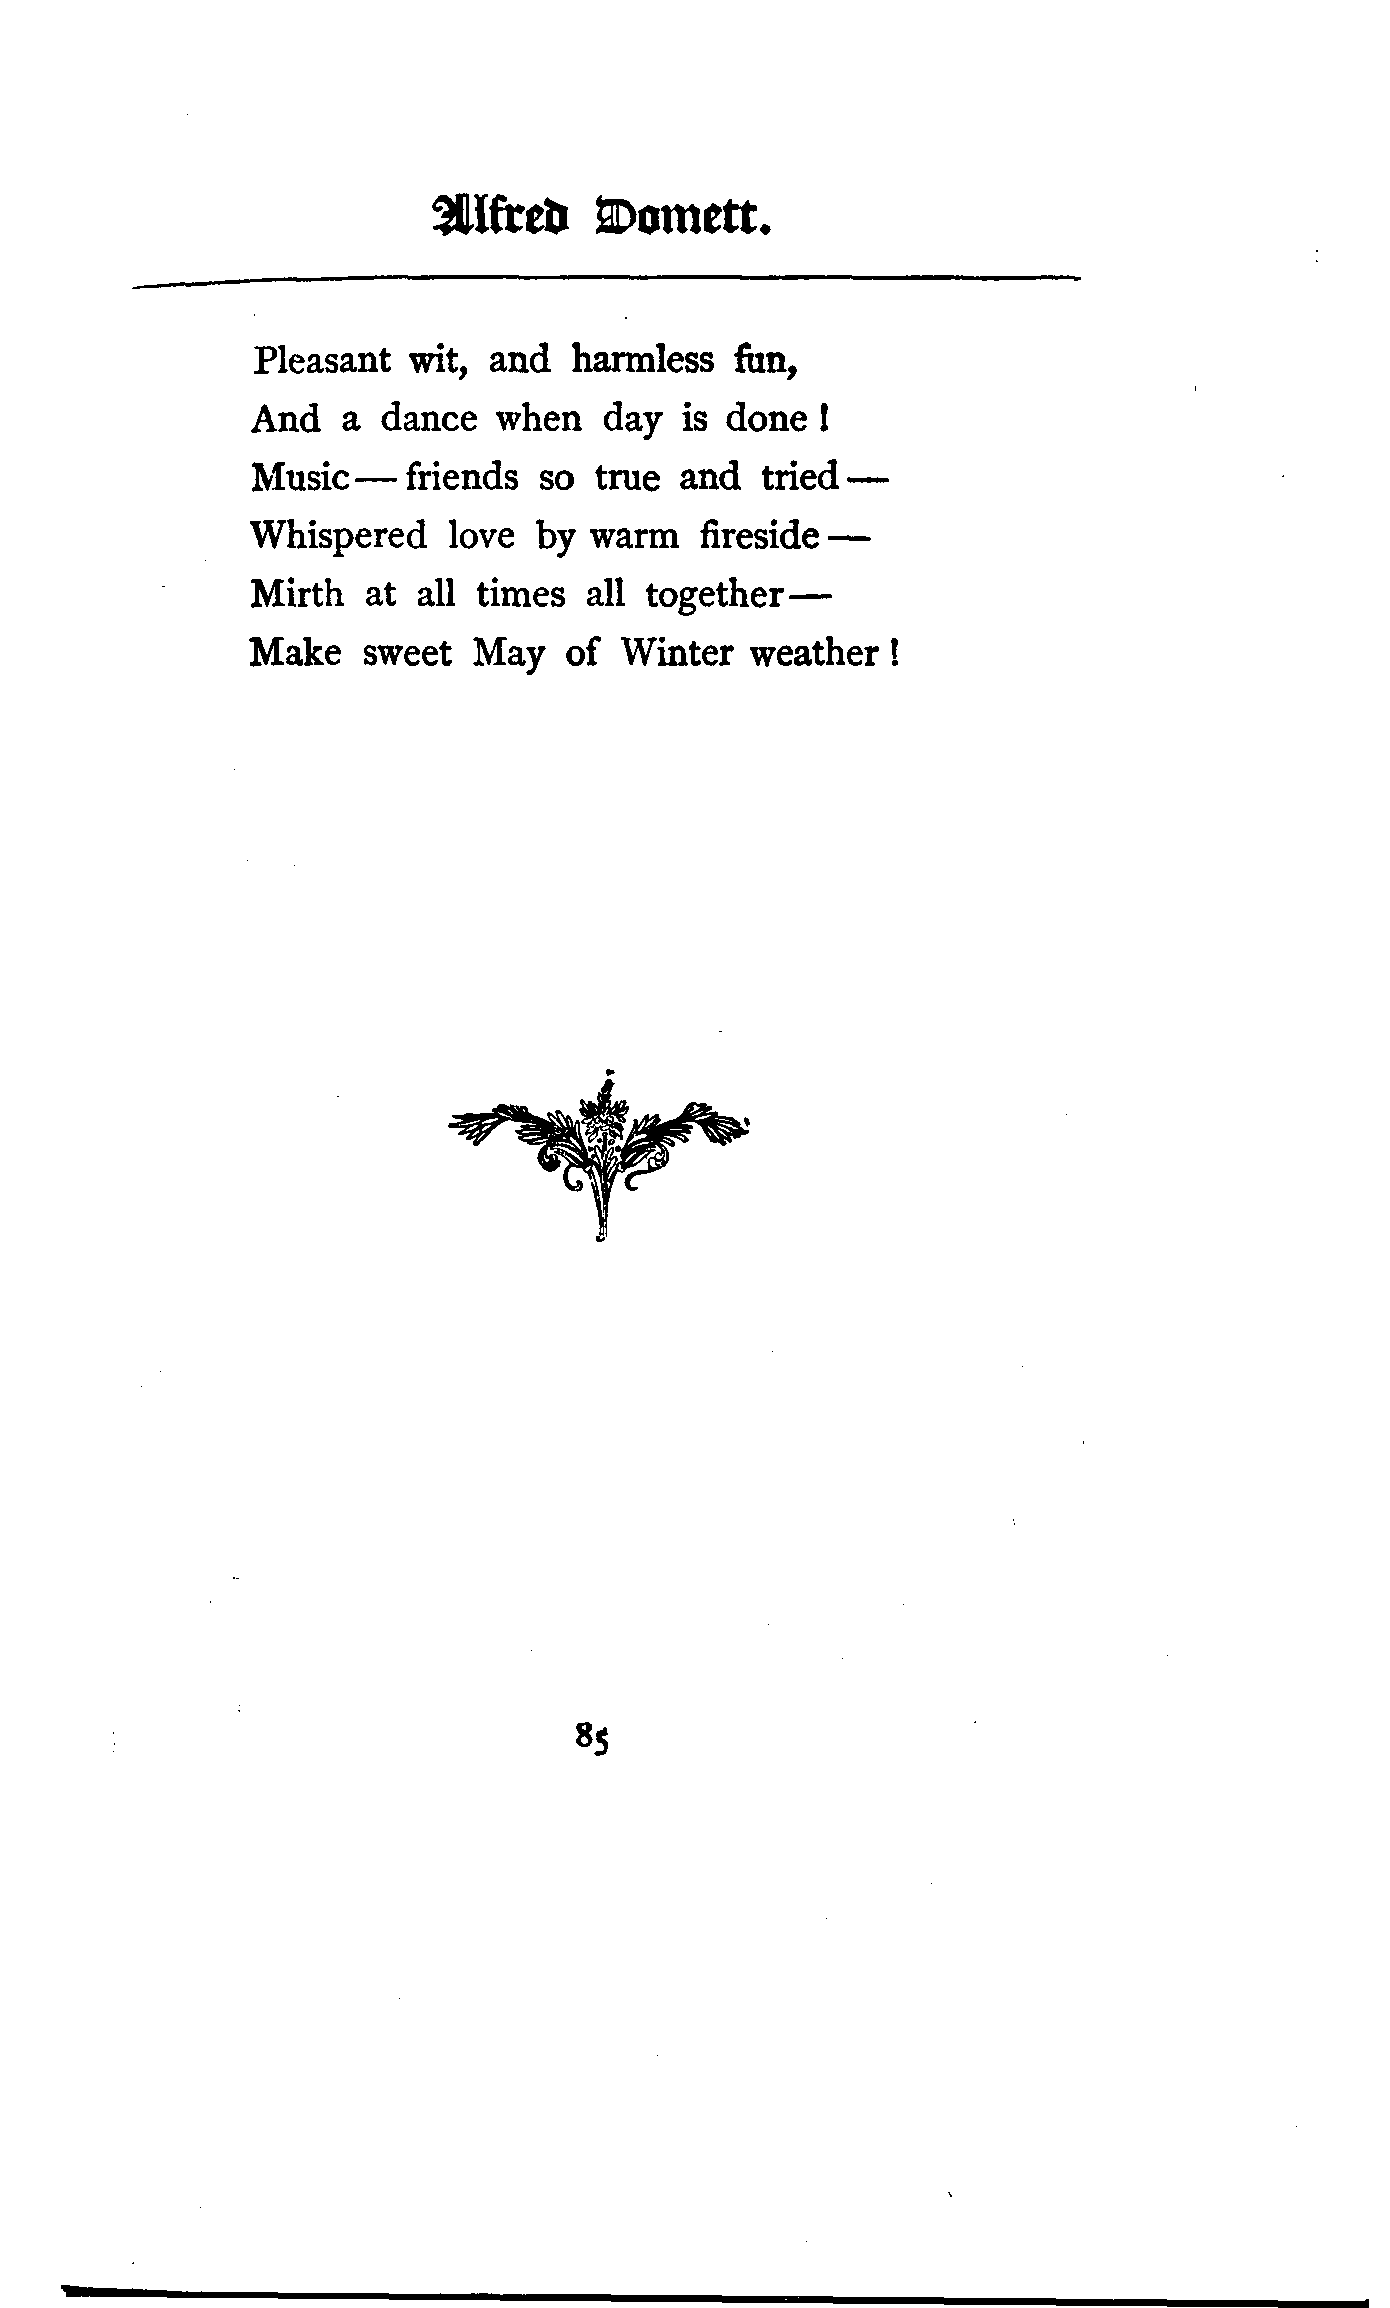 Alfred Domett.
Pleasant wit, and harmless fun,
And a dance when day is done!
Music—friends so true and tried—
Whispered love by warm fireside—
Mirth at all times all together—
Make sweet May of Winter weather!
85